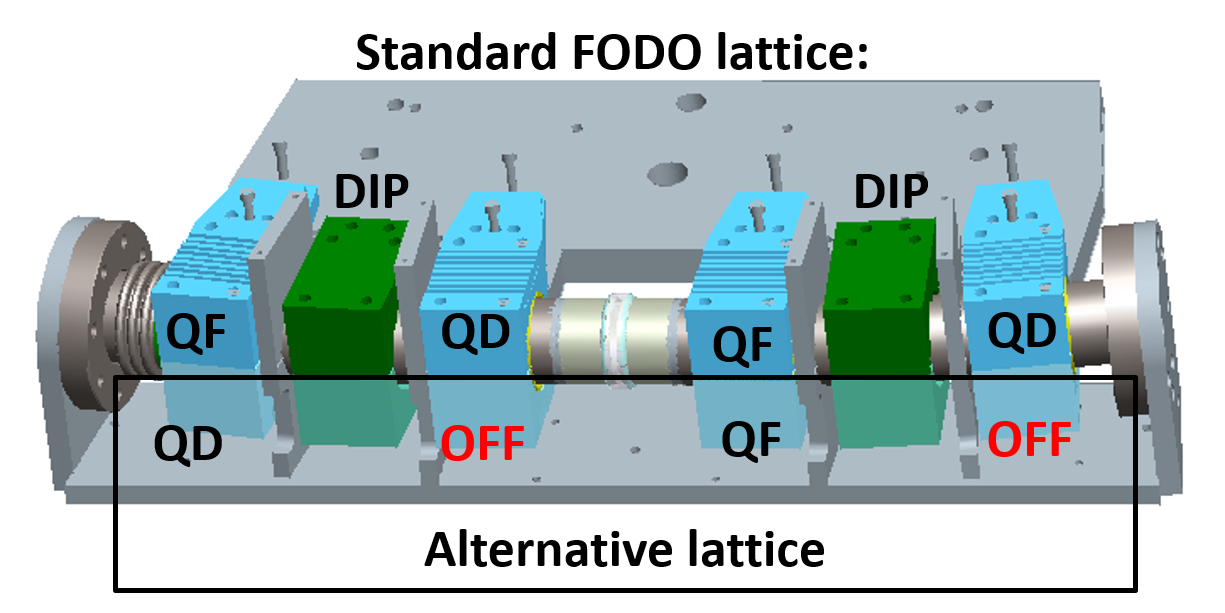 Standard FODO lattice:
DIP DIP
QF QD QF QD
QD OFF QF OFF
Alternative lattice